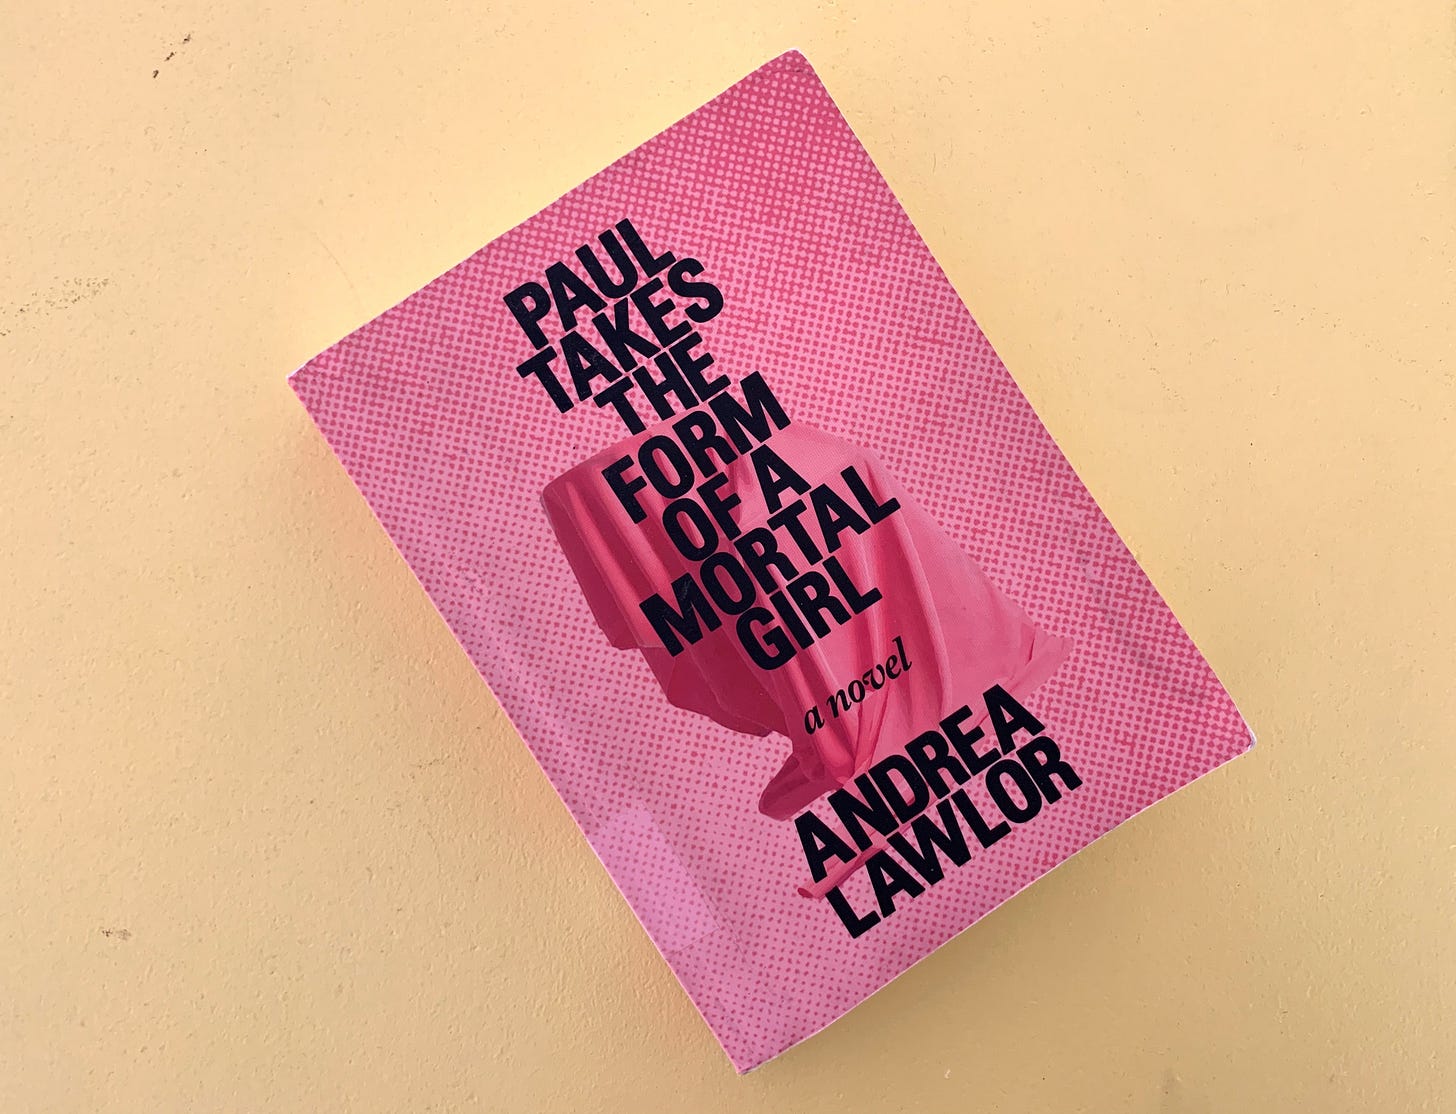 PAUL
TAKES
THE
FORM
OF A
MORTAL
GIRL
a novel
ANDREA
LAWLOR